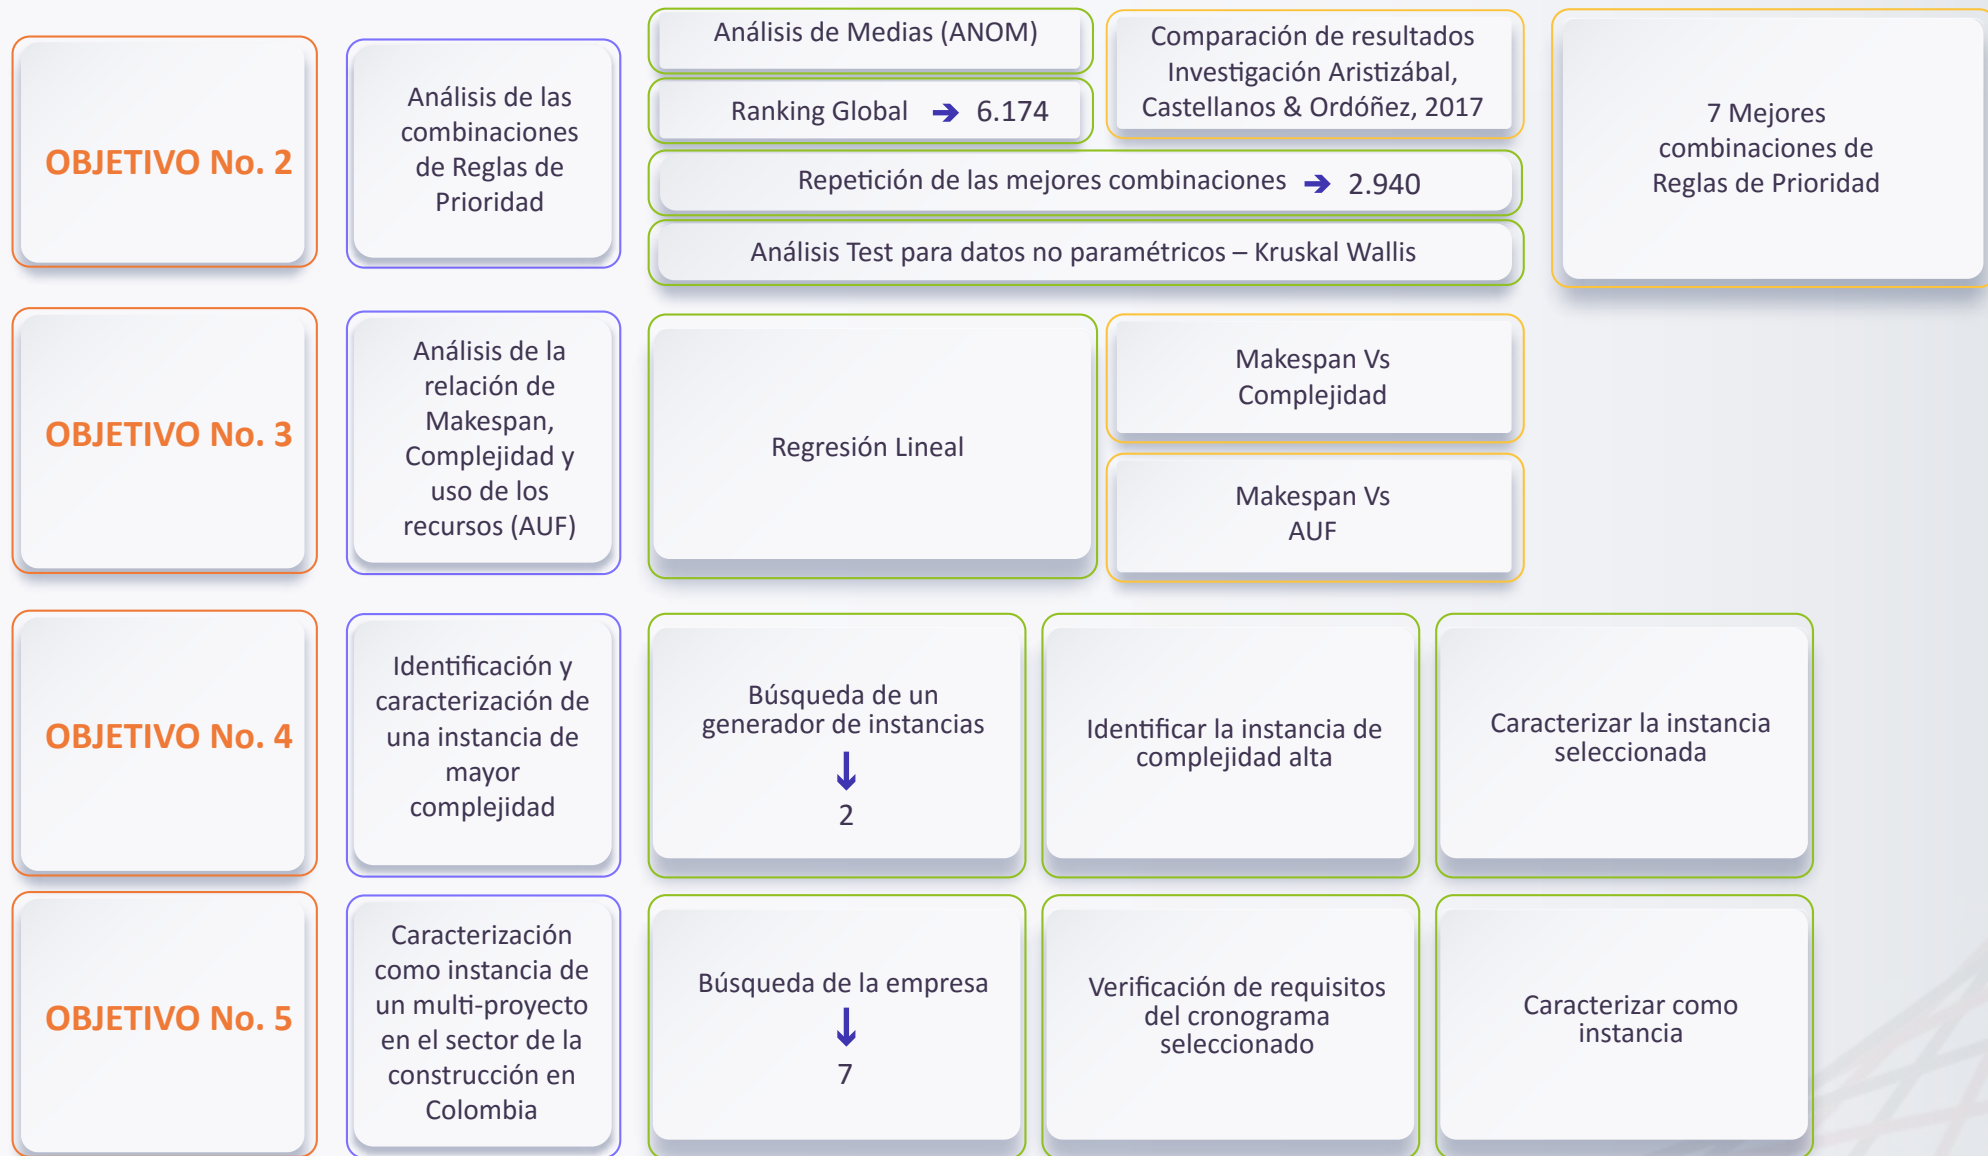 OBJETIVO No. 2
Análisis de las
combinaciones
de Reglas de
Prioridad
Análisis de Medias (ANOM)
Ranking Global ➔ 6.174
Comparación de resultados
Investigación Aristizábal,
Castellanos & Ordóñez, 2017
Repetición de las mejores combinaciones ➔ 2.940
Análisis Test para datos no paramétricos – Kruskal Wallis
7 Mejores
combinaciones de
Reglas de Prioridad
OBJETIVO No. 3
Análisis de la
relación de
Makespan,
Complejidad y
uso de los
recursos (AUF)
Regresión Lineal
Makespan Vs
Complejidad
Makespan Vs
AUF
OBJETIVO No. 4
Identificación y
caracterización de
una instancia de
mayor
complejidad
Búsqueda de un
generador de instancias
↓
2
Identificar la instancia de
complejidad alta
Caracterizar la instancia
seleccionada
OBJETIVO No. 5
Caracterización
como instancia de
un multi-proyecto
en el sector de la
construcción en
Colombia
Búsqueda de la empresa
↓
7
Verificación de requisitos
del cronograma
seleccionado
Caracterizar como
instancia